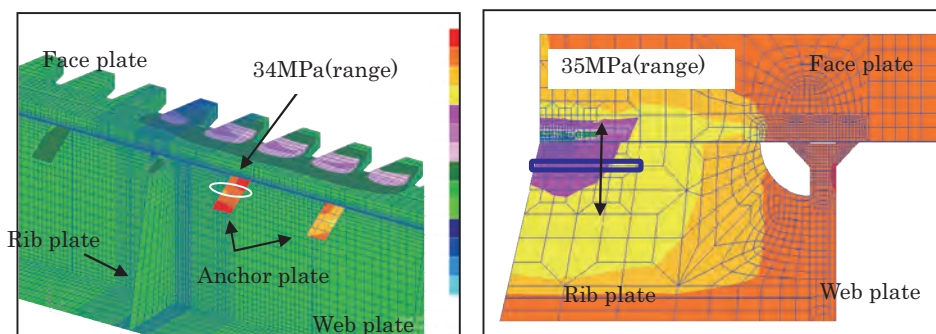 Face plate
34MPa(range)
Rib plate
Anchor plate
Web plate
35MPa(range)
Face plate
Rib plate
Web plate